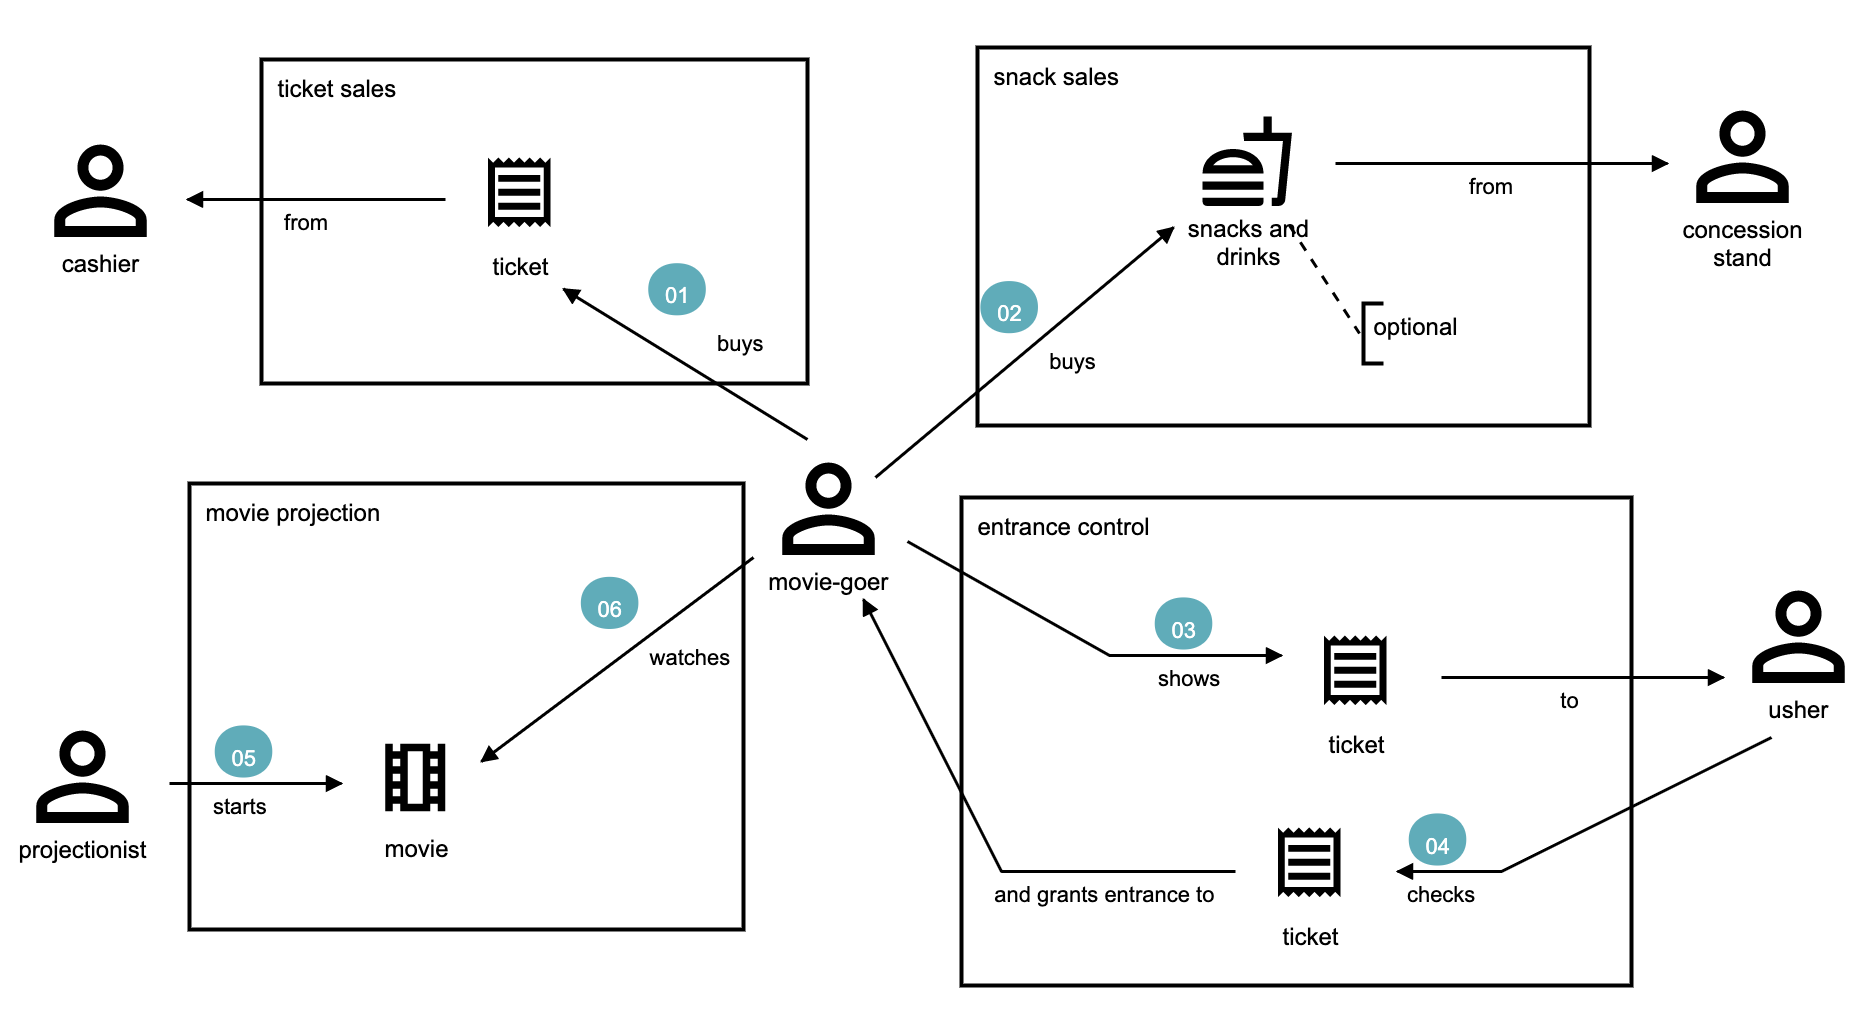 ticket sales
cashier
from
ticket
01
buys
snack sales
snacks and
drinks
from
concession
stand
02
buys
optional
movie-goer
entrance control
03
shows
ticket
to
usher
04
checks
ticket
and grants entrance to
movie projection
projectionist
05
starts
movie
06
watches